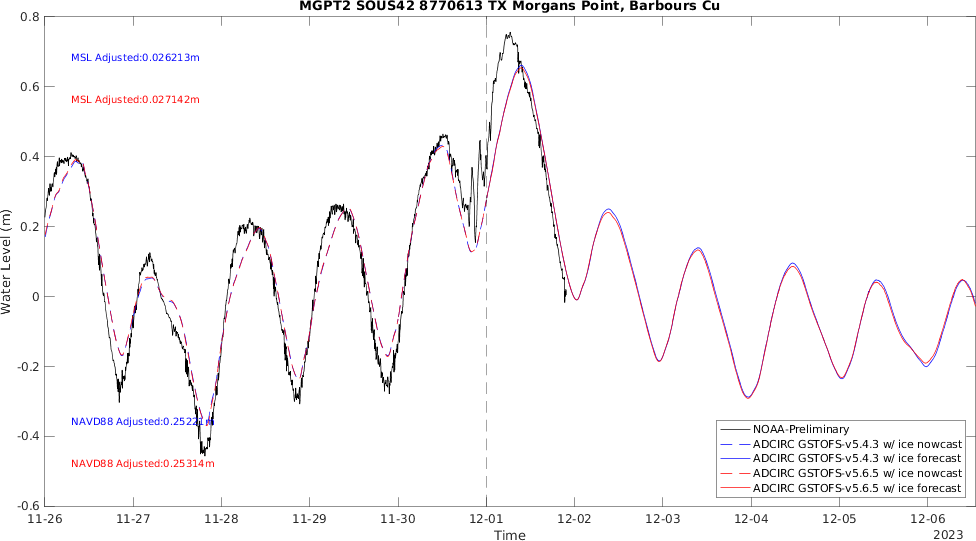 MGPT2 SOUS42 8770613 TX Morgans Point, Barbours Cu
0.8
MSL Adjusted:0.026213m
0.6
MSL Adjusted:0.027142m
0.4
0.2
Water Level (m)
0
-0.2
NAVD88 Adjusted:0.25221m
-0.4
NAVD88 Adjusted:0.25314m
-0.6
NOAA-Preliminary
ADCIRC GSTOFS-v5.4.3 w/ ice nowcast
ADCIRC GSTOFS-v5.4.3 w/ ice forecast
ADCIRC GSTOFS-v5.6.5 w/ ice nowcast
ADCIRC GSTOFS-v5.6.5 w/ ice forecast
11-26 11-27 11-28 11-29 11-30 12-01 12-02 12-03 12-04 12-05 12-06
Time
2023